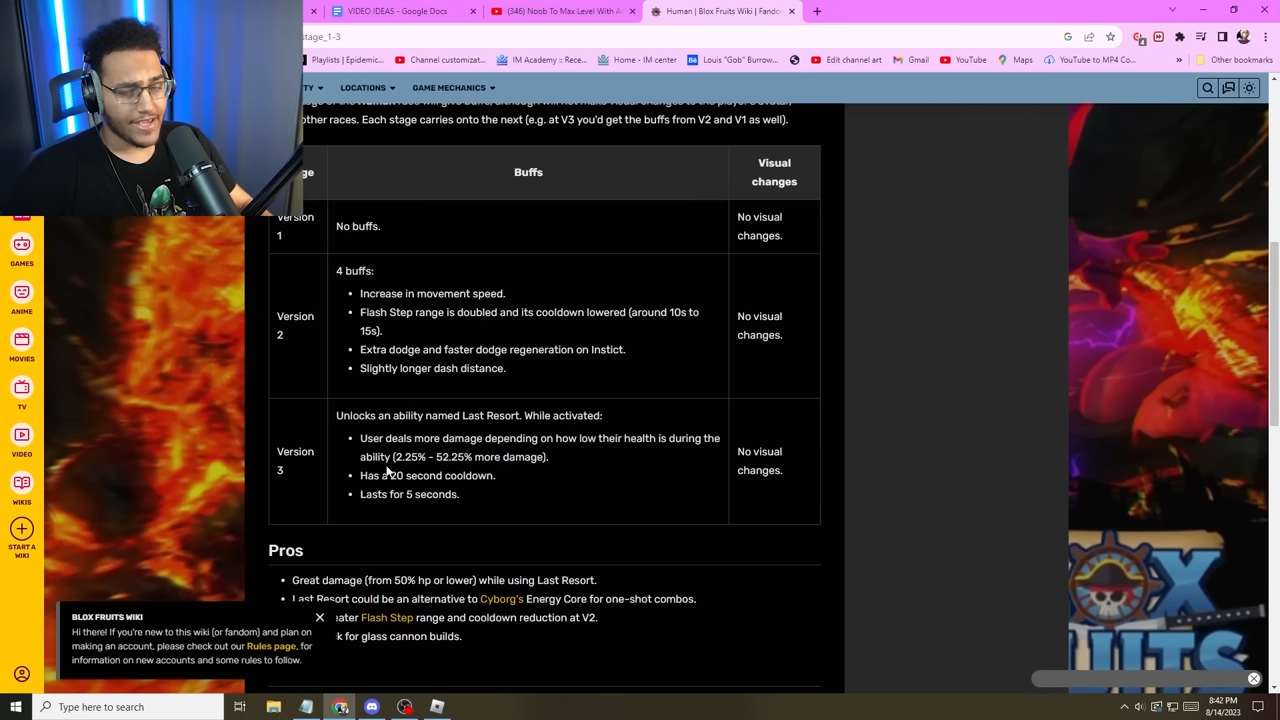 VIDEO IDEAS - Google Docs
(346) Noob To Max Level With A
Human | Blox Fruits Wiki | Fando
stage_1-3
Playlists | Epidemic...
Channel customizat...
IM Academy :: Rece...
Home - IM center
Louis "Gob" Burrow...
Edit channel art
Gmail
YouTube
Maps
YouTube to MP4 Co...
Other bookmarks
TY
LOCATIONS
GAME MECHANICS
other races. Each stage carries onto the next (e.g. at V3 you'd get the buffs from V2 and V1 as well).
ge
Buffs
Visual
changes
Version
1
No buffs.
No visual
changes.
Version
2
4 buffs:
Increase in movement speed.
Flash Step range is doubled and its cooldown lowered (around 10s to
15s).
Extra dodge and faster dodge regeneration on Instict.
Slightly longer dash distance.
No visual
changes.
Version
3
Unlocks an ability named Last Resort. While activated:
User deals more damage depending on how low their health is during the
ability (2.25% - 52.25% more damage).
Has a 20 second cooldown.
Lasts for 5 seconds.
No visual
changes.
Pros
Great damage (from 50% hp or lower) while using Last Resort.
Last Resort could be an alternative to Cyborg's Energy Core for one-shot combos.
eater Flash Step range and cooldown reduction at V2.
k for glass cannon builds.
GAMES
ANIME
MOVIES
TV
VIDEO
WIKIS
START A
WIKI
BLOX FRUITS WIKI
Hi there! If you're new to this wiki (or fandom) and plan on
making an account, please check out our Rules page, for
information on new accounts and some rules to follow.
Type here to search
8:42 PM
8/14/2023